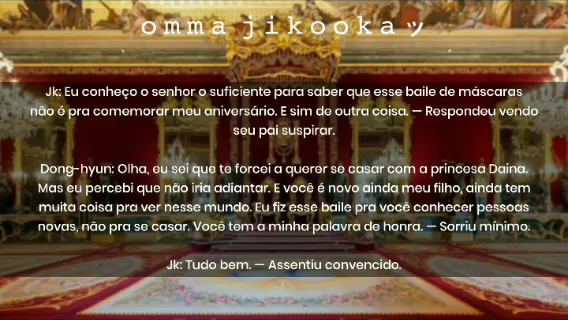 omma jikookaッ
Jk: Eu conheço o senhor o suficiente para saber que esse baile de máscaras
não é pra comemorar meu aniversário. E sim de outra coisa. — Respondeu vendo
seu pai suspirar.
Dong-hyun: Olha, eu sei que te forcei a querer se casar com a princesa Daina.
Mas eu percebi que não iria adiantar. E você é novo ainda meu filho, ainda tem
muita coisa pra ver nesse mundo. Eu fiz esse baile pra você conhecer pessoas
novas, não pra se casar. Você tem a minha palavra de honra. — Sorriu mínimo.
Jk: Tudo bem. — Assentiu convencido.